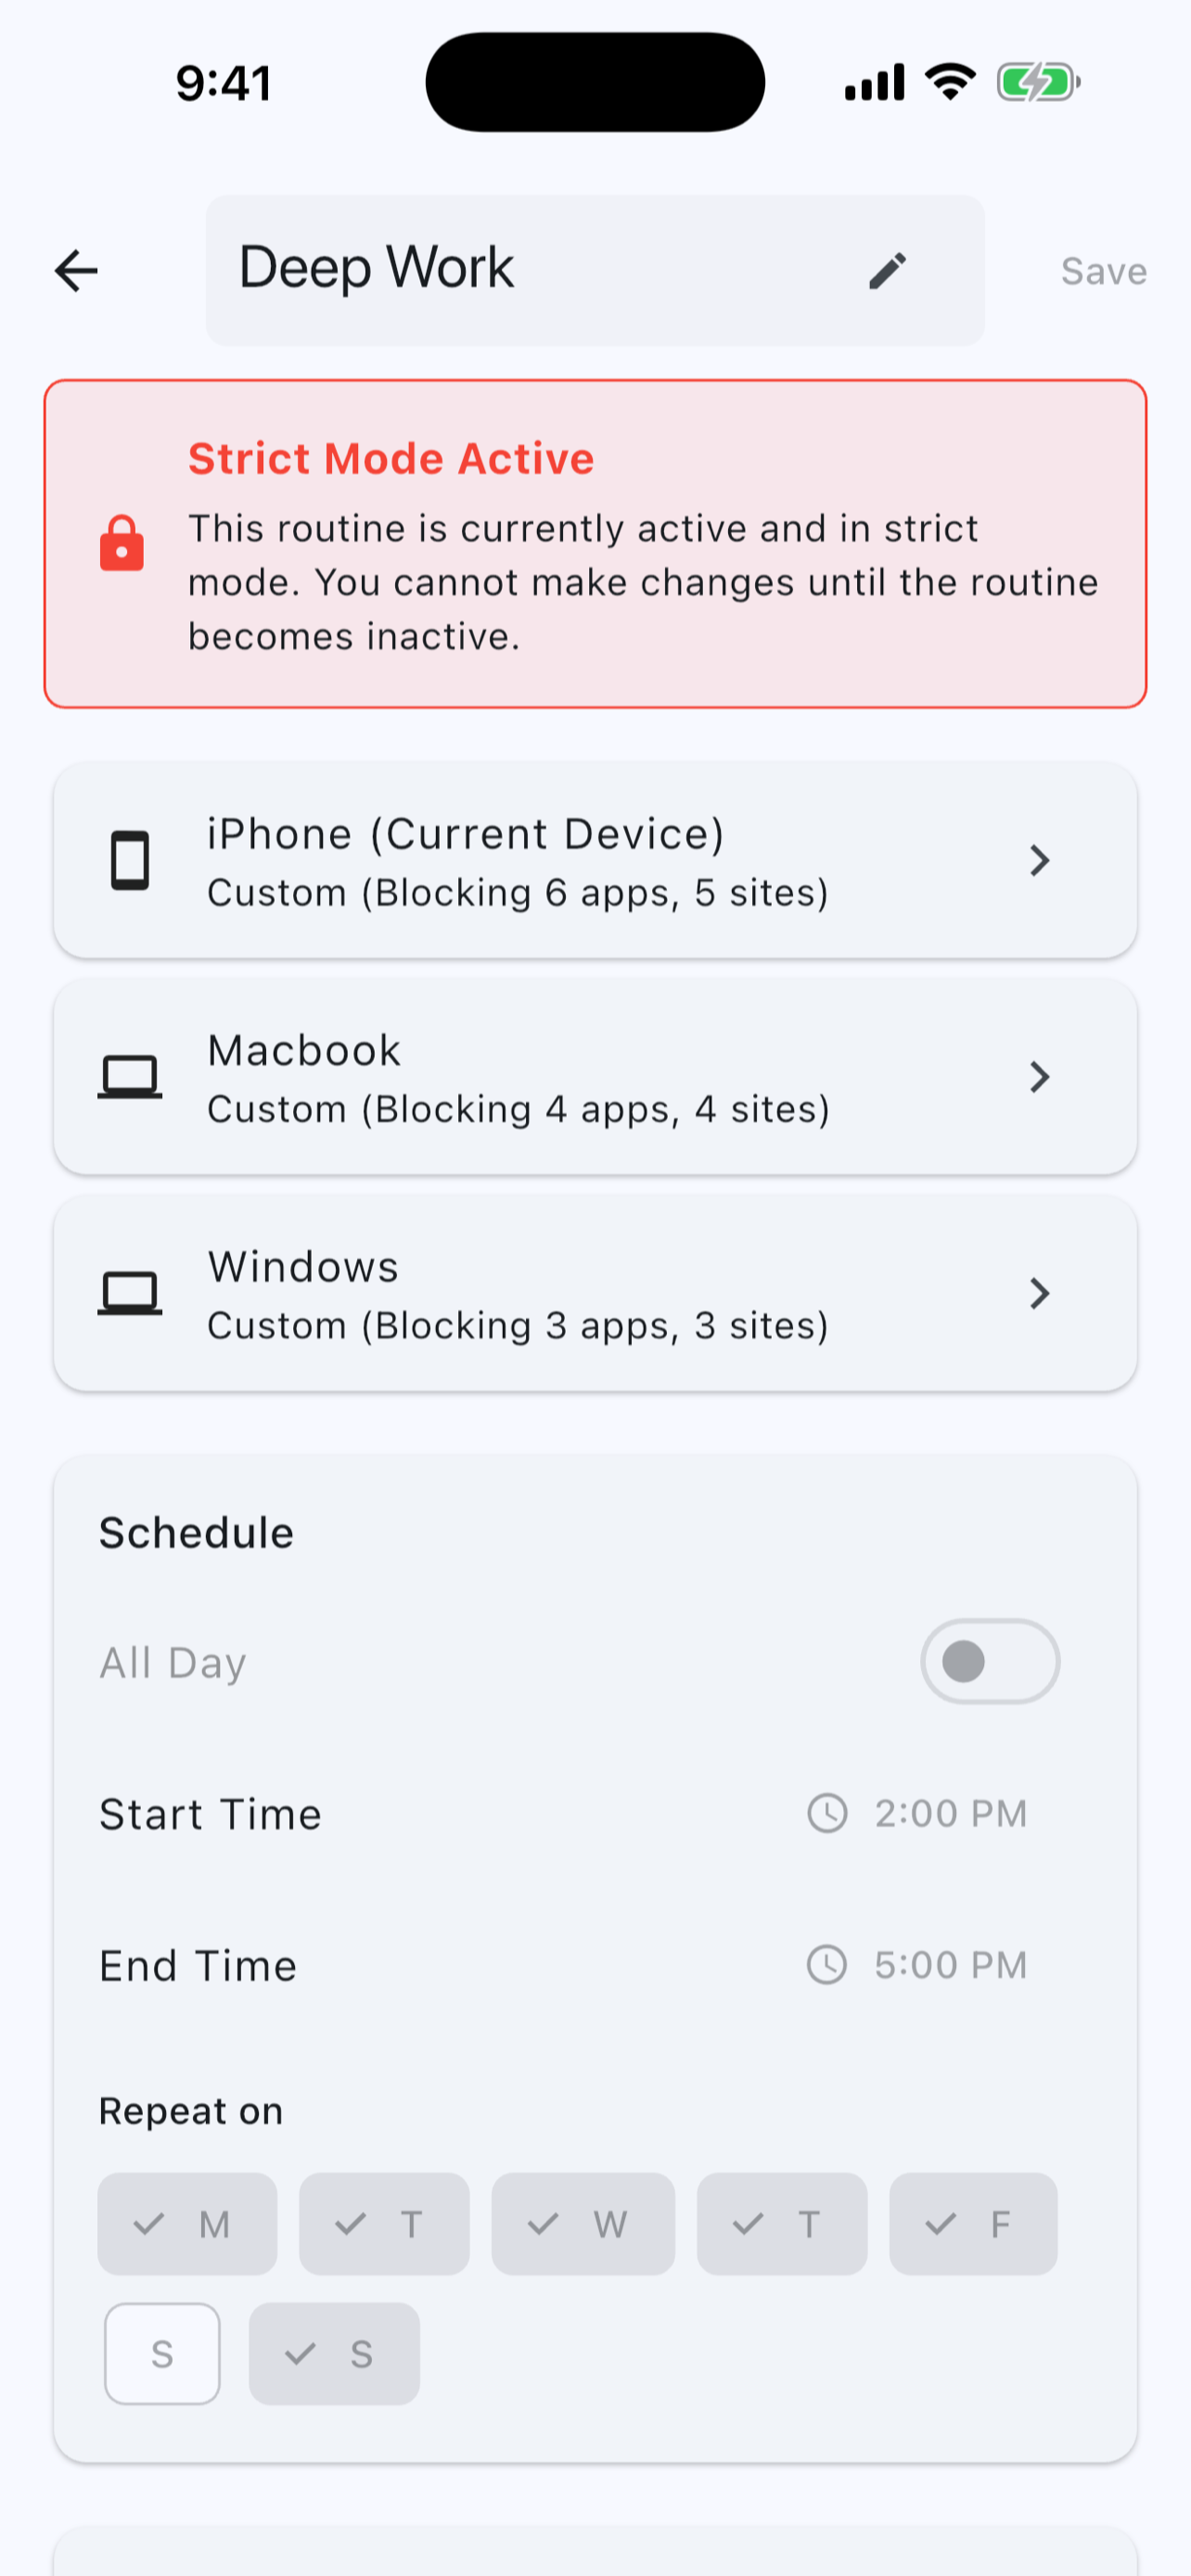 9:41
Deep Work
Save
Strict Mode Active
This routine is currently active and in strict
mode. You cannot make changes until the routine
becomes inactive.
iPhone (Current Device)
Custom (Blocking 6 apps, 5 sites)
Macbook
Custom (Blocking 4 apps, 4 sites)
Windows
Custom (Blocking 3 apps, 3 sites)
Schedule
All Day
Start Time 2:00 PM
End Time 5:00 PM
Repeat on
M T W T F
S S